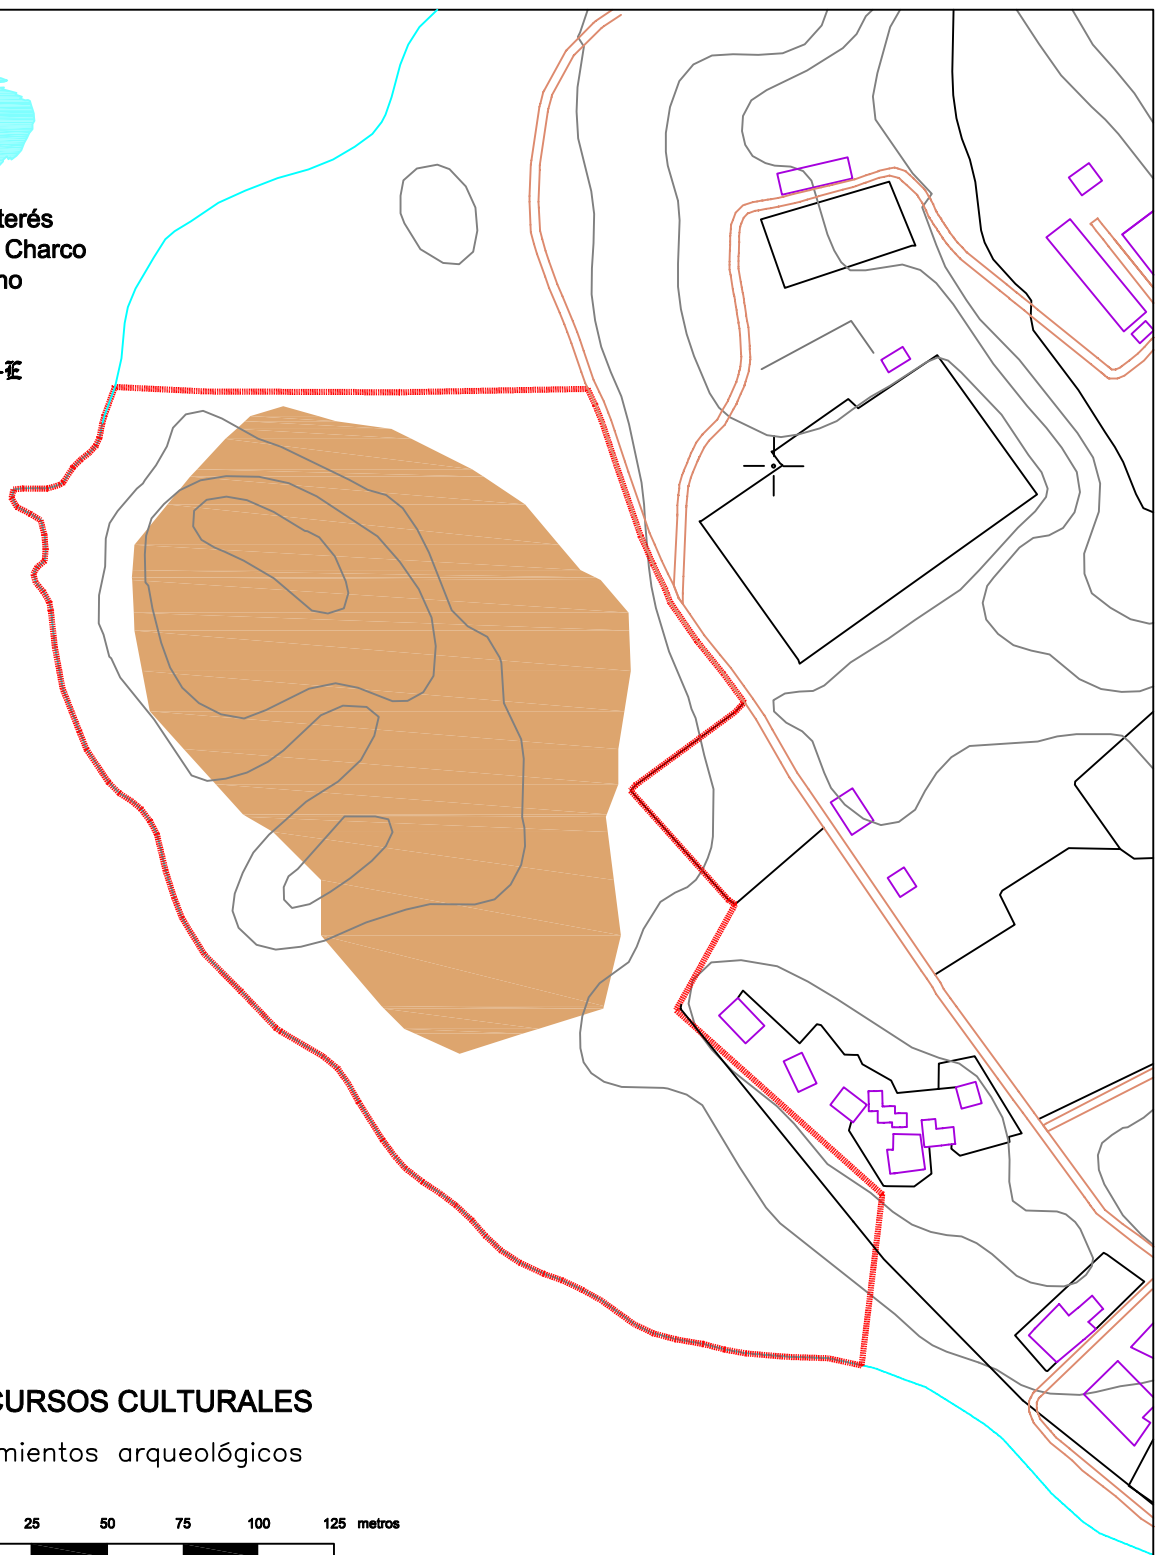 terés
Charco
no
-E
CURSOS CULTURALES
mientos arqueológicos
25 50 75 100 125 metros